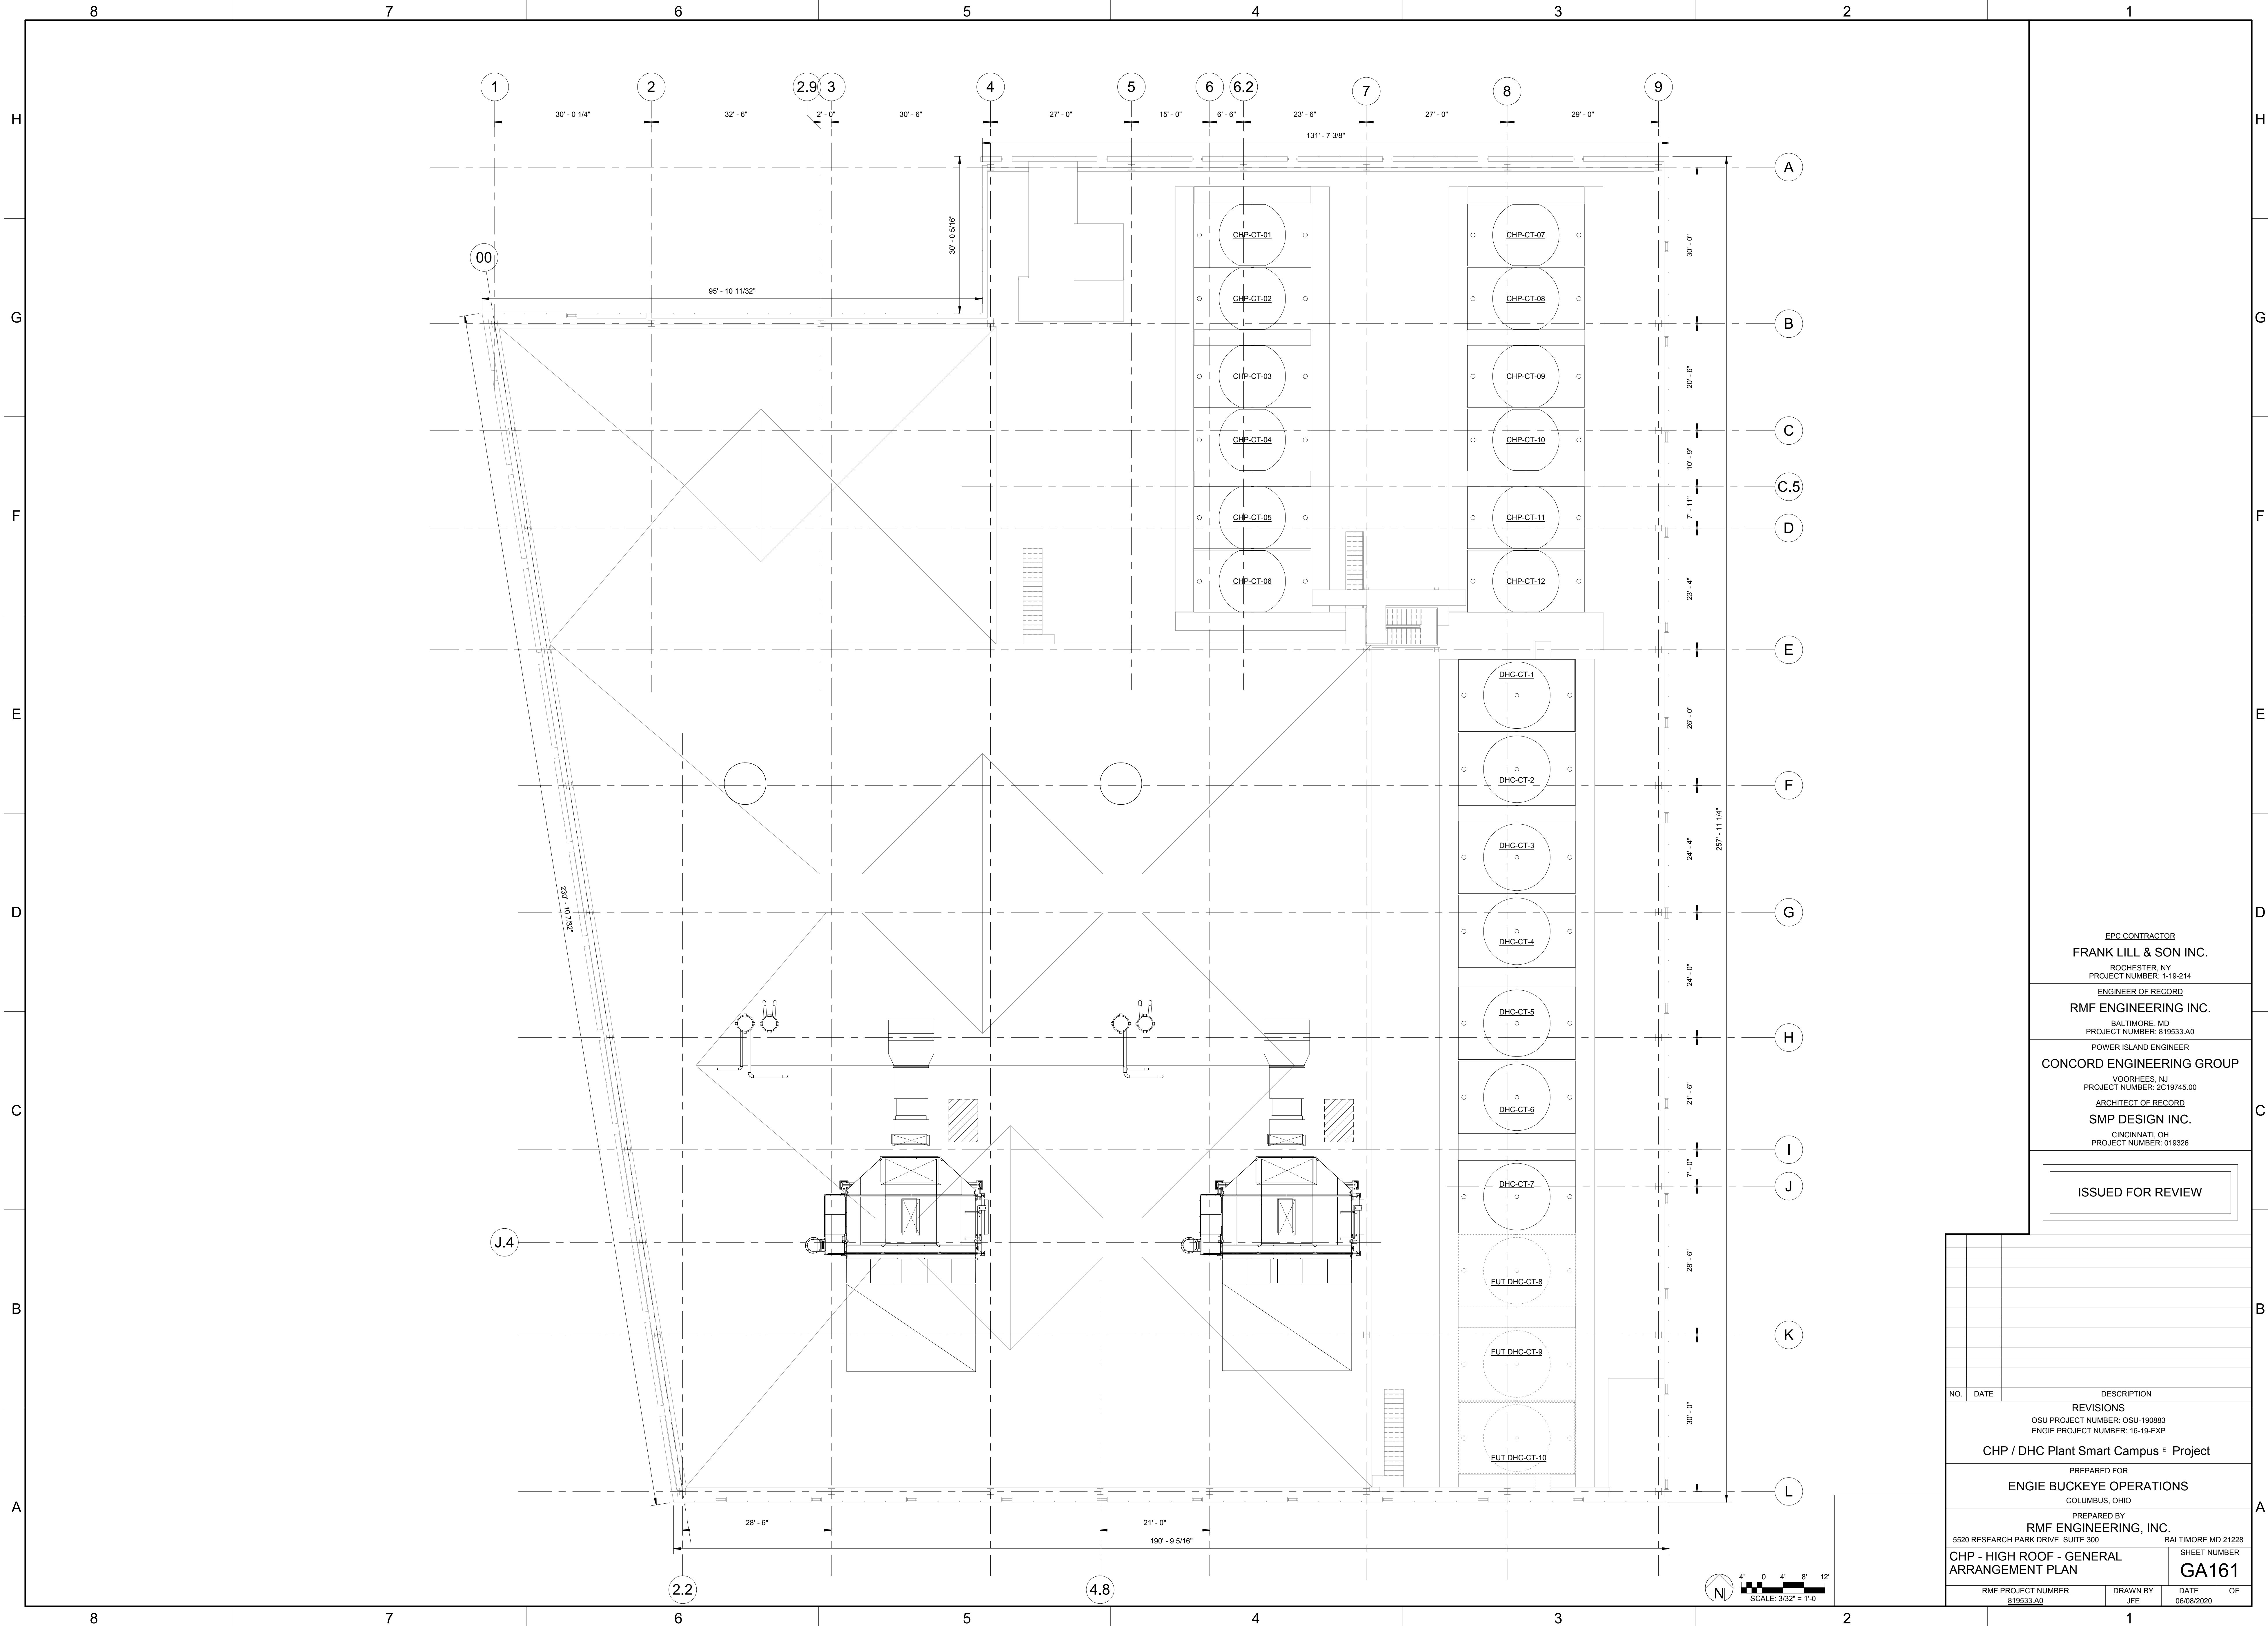 8 7 6 5 4 3 2 1
H H
1 2 2.9 3 4 5 6 6.2 7 8 9
30' - 0 1/4" 32' - 6" 2' - 0" 30' - 6" 27' - 0" 15' - 0" 6' - 6" 23' - 6" 27' - 0" 29' - 0"
131' - 7 3/8"
A
30' - 0 5/16"
CHP-CT-01 CHP-CT-07
30' - 0"
00
95' - 10 11/32"
CHP-CT-02 CHP-CT-08
G G
B
CHP-CT-03 CHP-CT-09
20' - 6"
C
CHP-CT-04 CHP-CT-10
10' - 9"
C.5
7' - 11"
F F
CHP-CT-05 CHP-CT-11
D
CHP-CT-06 CHP-CT-12
23' - 4"
E
DHC-CT-1
26' - 0"
E E
DHC-CT-2
F
257' - 11 1/4"
DHC-CT-3
24' - 4"
230' - 10 7/32"
D D
G
DHC-CT-4
24' - 0"
DHC-CT-5
H
21' - 6"
DHC-CT-6
C C
I
7' - 0"
DHC-CT-7
J
J.4
28' - 6"
FUT DHC-CT-8
B B
K
FUT DHC-CT-9
30' - 0"
FUT DHC-CT-10
L
A A
28' - 6" 21' - 0"
190' - 9 5/16"
2.2 4.8
N
4' 0 4' 8' 12'
SCALE: 3/32" = 1'-0
EPC CONTRACTOR
FRANK LILL & SON INC.
ROCHESTER, NY
PROJECT NUMBER: 1-19-214
ENGINEER OF RECORD
RMF ENGINEERING INC.
BALTIMORE, MD
PROJECT NUMBER: 819533.A0
POWER ISLAND ENGINEER
CONCORD ENGINEERING GROUP
VOORHEES, NJ
PROJECT NUMBER: 2C19745.00
ARCHITECT OF RECORD
SMP DESIGN INC.
CINCINNATI, OH
PROJECT NUMBER: 019326
ISSUED FOR REVIEW
NO. DATE DESCRIPTION
REVISIONS
OSU PROJECT NUMBER: OSU-190883
ENGIE PROJECT NUMBER: 16-19-EXP
CHP / DHC Plant Smart Campus E Project
PREPARED FOR
ENGIE BUCKEYE OPERATIONS
COLUMBUS, OHIO
PREPARED BY
RMF ENGINEERING, INC.
5520 RESEARCH PARK DRIVE SUITE 300 BALTIMORE MD 21228
CHP - HIGH ROOF - GENERAL
ARRANGEMENT PLAN
SHEET NUMBER
GA161
RMF PROJECT NUMBER DRAWN BY DATE OF
819533.A0 JFE 06/08/2020
8 7 6 5 4 3 2 1